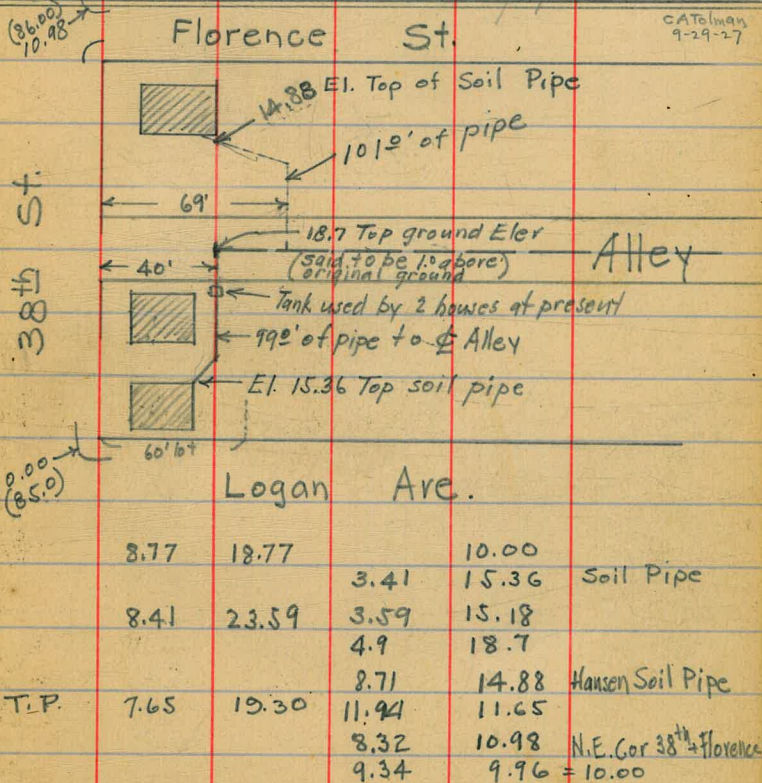 (86.00)
10.98
CATolman
9-29-27
Florence St.
14.88 El. Top of Soil Pipe
101.0' of pipe
38th St.
69'
18.7 Top ground Elev
(said to be 1.0 above)
original ground
Alley
40'
Tank used by 2 houses at present
99.0' of pipe to ℄ Alley
El. 15.36 Top soil pipe
60' lot
0.00
(85.0)
Logan Ave.
8.77 18.77 10.00
3.41 15.36 Soil Pipe
8.41 23.59 3.59 15.18
4.9 18.7
8.71 14.88 Hansen Soil Pipe
T.P. 7.65 19.30 11.94 11.65
8.32 10.98 N.E. Cor 38th + Florence
9.34 9.96 = 10.00